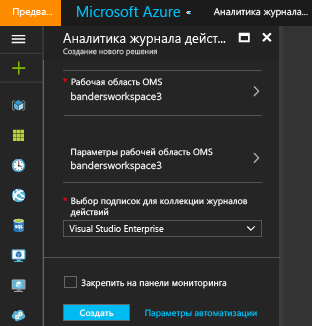 Предва...
Microsoft Azure «
Аналитика журнала...
Аналитика журнала дейст...
Создание нового решения
* Рабочая область OMS
bandersworkspace3
Параметры рабочей область OMS
bandersworkspace3
* Выбор подписок для коллекции журналов
действий
Visual Studio Enterprise
Закрепить на панели мониторинга
Создать
Параметры автоматизации